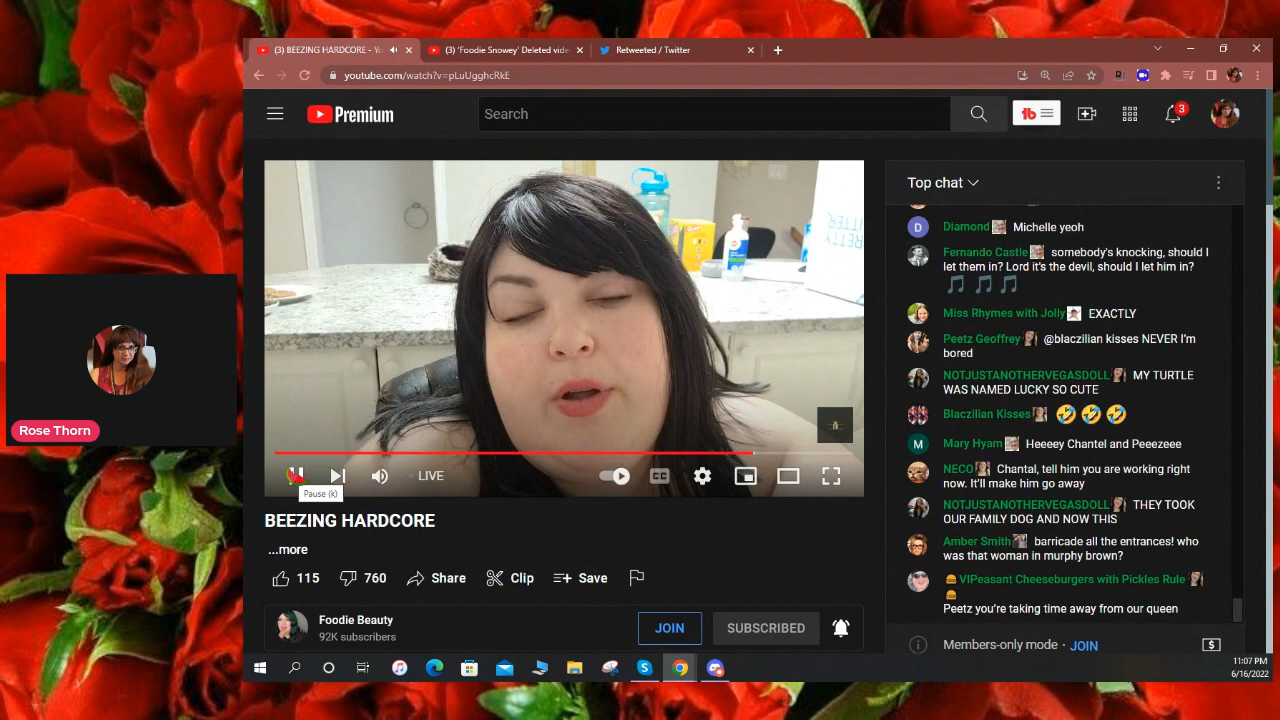 (3) BEEZING HARDCORE - Yo
(3) 'Foodie Snowey' Deleted vide
Retweeted / Twitter
youtube.com/watch?v=pLuUgghcRkE
Premium
Search
3
Top chat
Diamond Michelle yeoh
Fernando Castle somebody's knocking, should I
let them in? Lord it's the devil, should I let him in?
Miss Rhymes with Jolly EXACTLY
Peetz Geoffrey @blaczilian kisses NEVER I'm
bored
NOTJUSTANOTHERVEGASDOLL MY TURTLE
WAS NAMED LUCKY SO CUTE
Blaczilian Kisses 🤣🤣🤣
Mary Hyam Heeeey Chantel and Peeezeee
NECO Chantel, tell him you are working right
now. It'll make him go away
NOTJUSTANOTHERVEGASDOLL THEY TOOK
OUR FAMILY DOG AND NOW THIS
Amber Smith barricade all the entrances! who
was that woman in murphy brown?
🍔VIPeasant Cheeseburgers with Pickles Rule
🍔
Peetz you're taking time away from our queen
Members-only mode · JOIN
Rose Thorn
LIVE
CC
Pause (k)
BEEZING HARDCORE
...more
115
760
Share
Clip
Save
Foodie Beauty
92K subscribers
JOIN
SUBSCRIBED
11:07 PM
6/16/2022